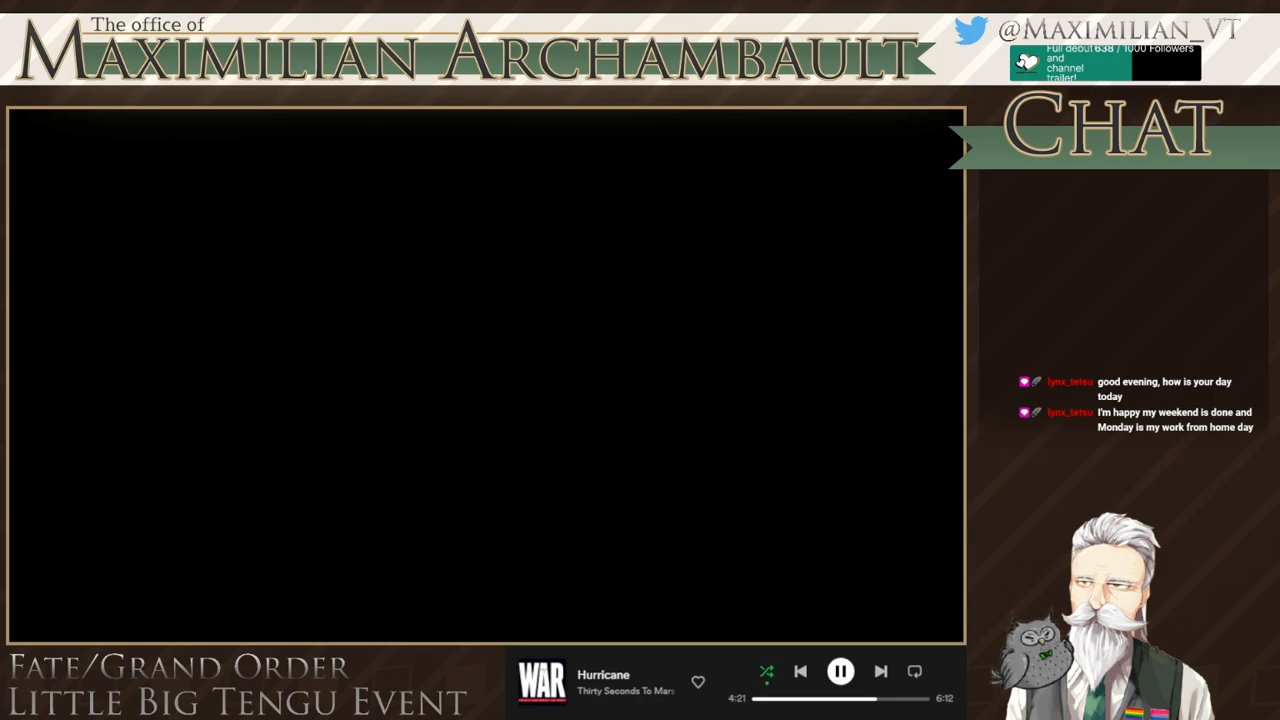 The office of
Maximilian Archambault
@Maximilian_VT
Full debut 638 / 1000 Followers
and
channel
trailer!
Chat
lynx_tetsu good evening, how is your day
today
lynx_tetsu I'm happy my weekend is done and
Monday is my work from home day
Fate/Grand Order
Little Big Tengu Event
WAR
Hurricane
Thirty Seconds To Mars
4:21
6:12